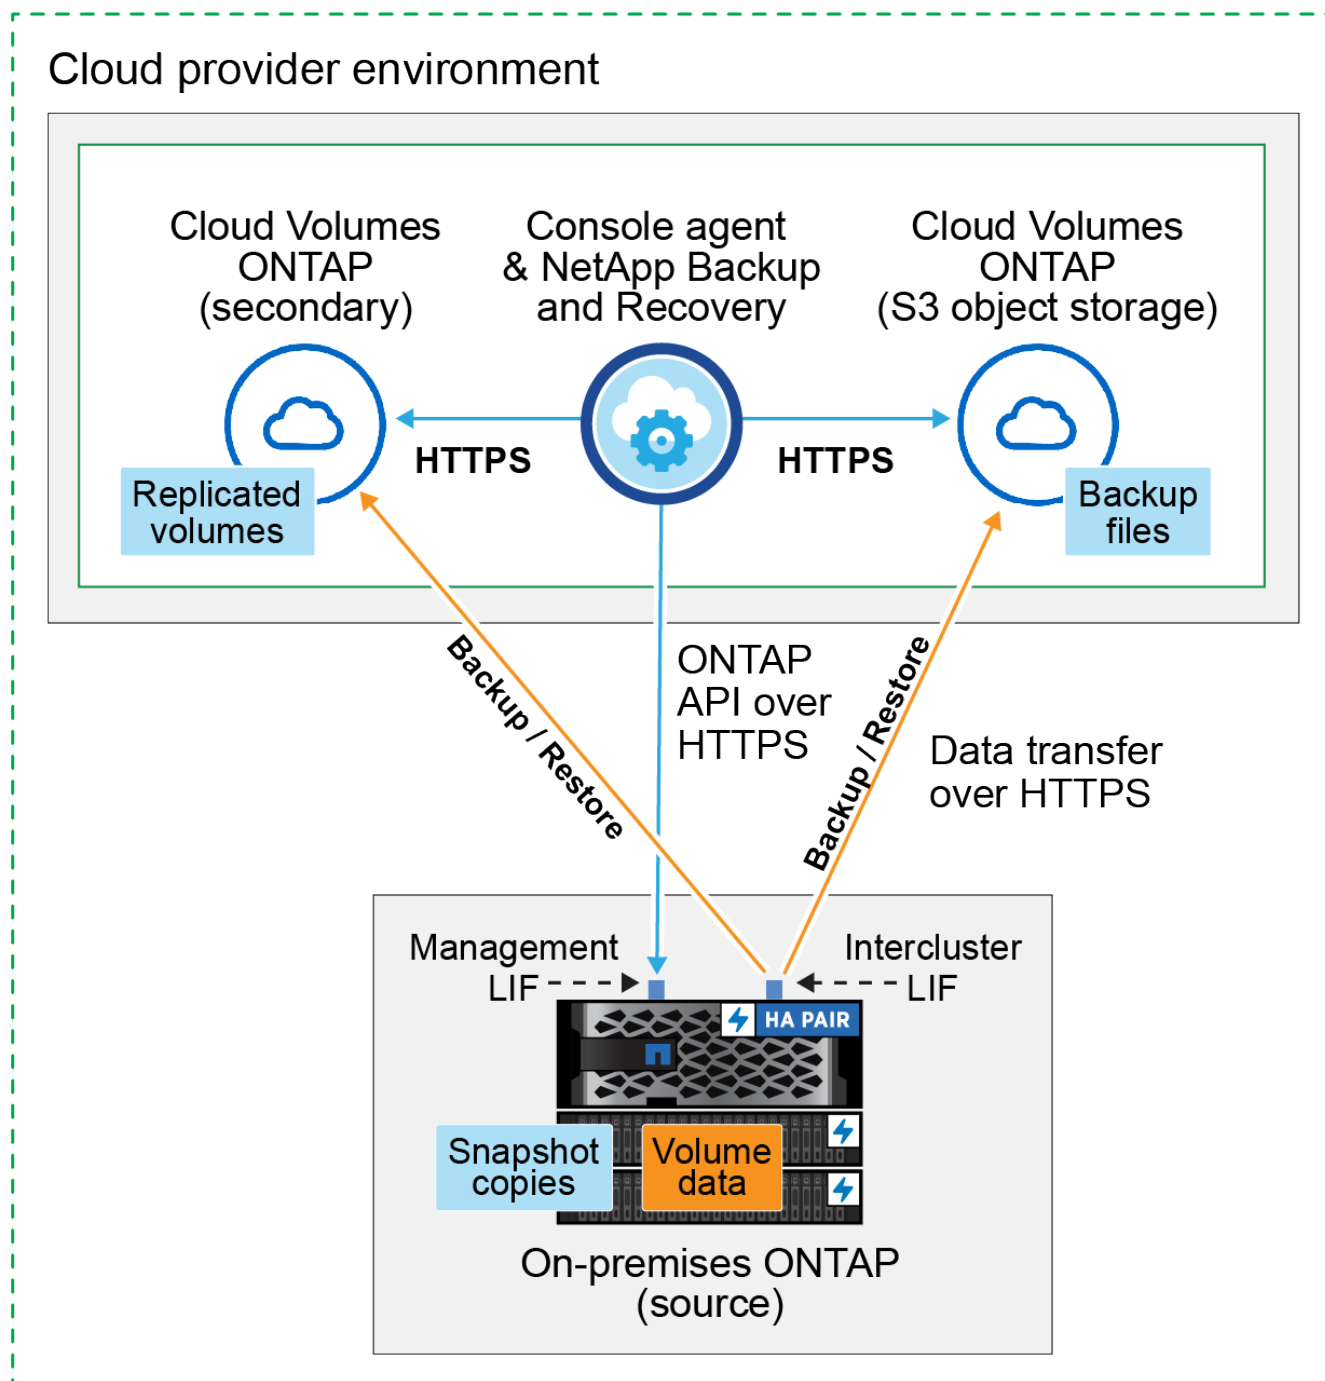 Cloud provider environment
Cloud Volumes
ONTAP
(secondary)
Console agent
& NetApp Backup
and Recovery
Cloud Volumes
ONTAP
(S3 object storage)
HTTPS
HTTPS
Replicated
volumes
Backup
files
Backup / Restore
ONTAP
API over
HTTPS
Backup / Restore
Data transfer
over HTTPS
Management
LIF
Intercluster
LIF
HA PAIR
Snapshot
copies
Volume
data
On-premises ONTAP
(source)